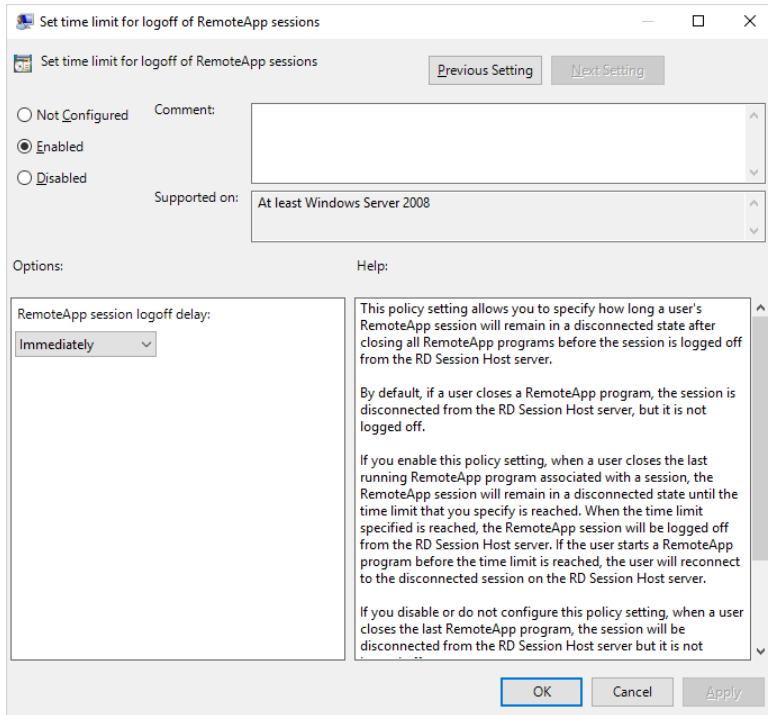 Set time limit for logoff of RemoteApp sessions
Set time limit for logoff of RemoteApp sessions
Previous Setting
Next Setting
Not Configured
Enabled
Disabled
Comment:
Supported on:
At least Windows Server 2008
Options:
Help:
RemoteApp session logoff delay:
Immediately
This policy setting allows you to specify how long a user's
RemoteApp session will remain in a disconnected state after
closing all RemoteApp programs before the session is logged off
from the RD Session Host server.
By default, if a user closes a RemoteApp program, the session is
disconnected from the RD Session Host server, but it is not
logged off.
If you enable this policy setting, when a user closes the last
running RemoteApp program associated with a session, the
RemoteApp session will remain in a disconnected state until the
time limit that you specify is reached. When the time limit
specified is reached, the RemoteApp session will be logged off
from the RD Session Host server. If the user starts a RemoteApp
program before the time limit is reached, the user will reconnect
to the disconnected session on the RD Session Host server.
If you disable or do not configure this policy setting, when a user
closes the last RemoteApp program, the session will be
disconnected from the RD Session Host server but it is not
OK
Cancel
Apply